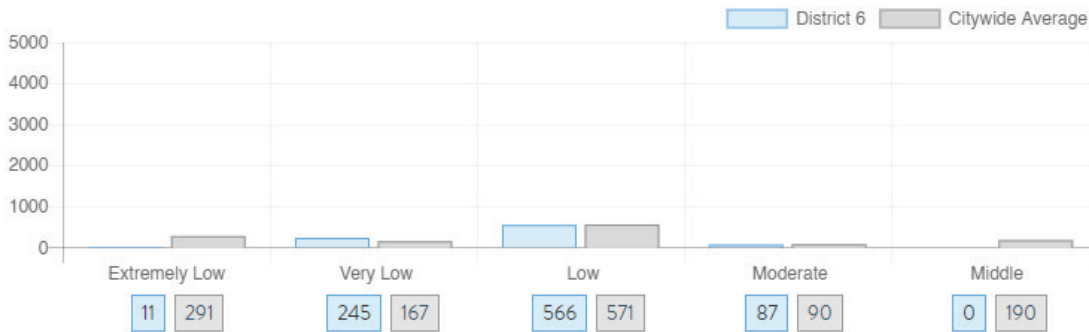 District 6 Citywide Average
5000
4000
3000
2000
1000
0
Extremely Low Very Low Low Moderate Middle
11 291 245 167 566 571 87 90 0 190